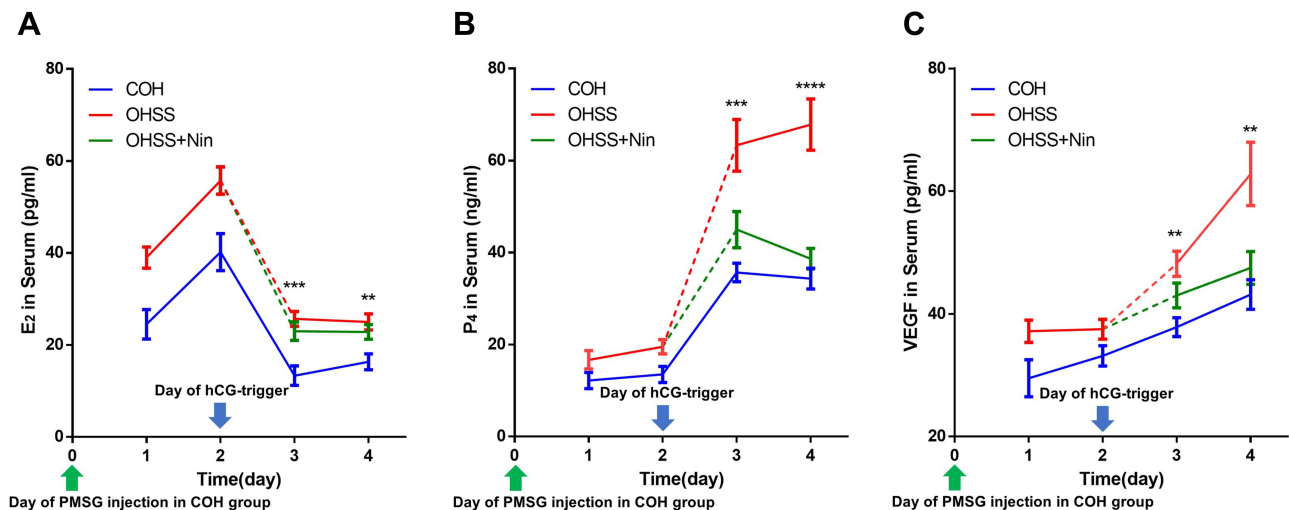 A
80
60
40
20
0
E2 in Serum (pg/ml)
COH
OHSS
OHSS+Nin
***
**
Day of hCG-trigger
0 1 2 3 4
Time(day)
Day of PMSG injection in COH group
B
80
60
40
20
0
P4 in Serum (ng/ml)
COH
OHSS
OHSS+Nin
***
****
Day of hCG-trigger
0 1 2 3 4
Time(day)
Day of PMSG injection in COH group
C
80
60
40
20
VEGF in Serum (pg/ml)
COH
OHSS
OHSS+Nin
**
**
Day of hCG-trigger
0 1 2 3 4
Time(day)
Day of PMSG injection in COH group